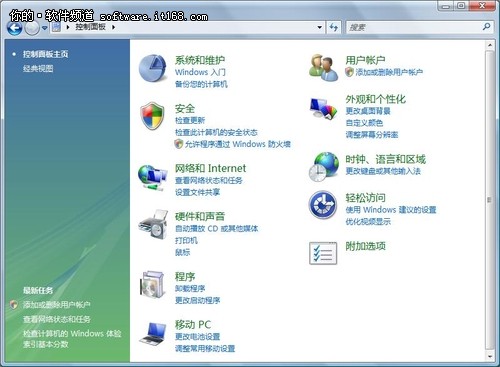 你的·软件频道 software.it168.com
控制面板
搜索
控制面板主页
经典视图
系统和维护
Windows 入门
备份您的计算机
安全
检查更新
检查此计算机的安全状态
允许程序通过 Windows 防火墙
网络和 Internet
查看网络状态和任务
设置文件共享
硬件和声音
自动播放 CD 或其他媒体
打印机
鼠标
程序
卸载程序
更改启动程序
移动 PC
更改电池设置
调整常用移动设置
用户帐户
添加或删除用户帐户
外观和个性化
更改桌面背景
自定义颜色
调整屏幕分辨率
时钟、语言和区域
更改键盘或其他输入法
轻松访问
使用 Windows 建议的设置
优化视频显示
附加选项
最新任务
添加或删除用户帐户
查看网络状态和任务
检查计算机的 Windows 体验
索引基本分数